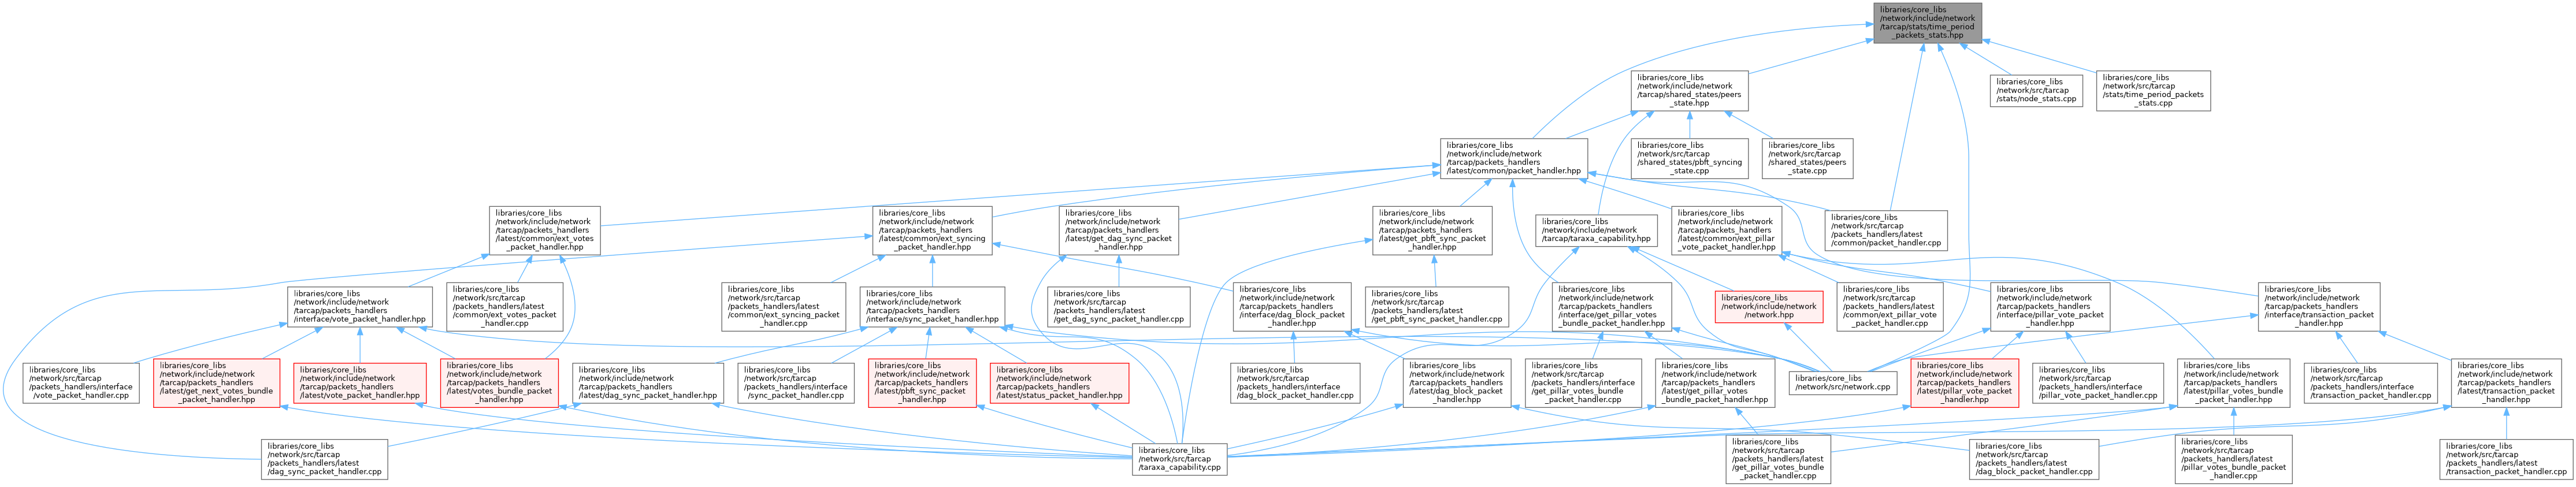 libraries/core_libs
/network/include/network
/tarcap/stats/time_period
_packets_stats.hpp
libraries/core_libs
/network/include/network
/tarcap/shared_states/peers
_state.hpp
libraries/core_libs
/network/src/tarcap
/stats/node_stats.cpp
libraries/core_libs
/network/src/tarcap
/stats/time_period_packets
_stats.cpp
libraries/core_libs
/network/include/network
/tarcap/packets_handlers
/latest/common/packet_handler.hpp
libraries/core_libs
/network/src/tarcap
/shared_states/pbft_syncing
_state.cpp
libraries/core_libs
/network/src/tarcap
/shared_states/peers
_state.cpp
libraries/core_libs
/network/include/network
/tarcap/packets_handlers
/latest/common/ext_votes
_packet_handler.hpp
libraries/core_libs
/network/include/network
/tarcap/packets_handlers
/latest/common/ext_syncing
_packet_handler.hpp
libraries/core_libs
/network/include/network
/tarcap/packets_handlers
/latest/get_dag_sync_packet
_handler.hpp
libraries/core_libs
/network/include/network
/tarcap/packets_handlers
/latest/get_pbft_sync_packet
_handler.hpp
libraries/core_libs
/network/include/network
/tarcap/taraxa_capability.hpp
libraries/core_libs
/network/include/network
/tarcap/packets_handlers
/latest/common/ext_pillar
_vote_packet_handler.hpp
libraries/core_libs
/network/src/tarcap
/packets_handlers/latest
/common/packet_handler.cpp
libraries/core_libs
/network/include/network
/tarcap/packets_handlers
/interface/vote_packet_handler.hpp
libraries/core_libs
/network/src/tarcap
/packets_handlers/latest
/common/ext_votes_packet
_handler.cpp
libraries/core_libs
/network/src/tarcap
/packets_handlers/latest
/common/ext_syncing_packet
_handler.cpp
libraries/core_libs
/network/include/network
/tarcap/packets_handlers
/interface/sync_packet_handler.hpp
libraries/core_libs
/network/src/tarcap
/packets_handlers/latest
/get_dag_sync_packet_handler.cpp
libraries/core_libs
/network/include/network
/tarcap/packets_handlers
/interface/dag_block_packet
_handler.hpp
libraries/core_libs
/network/src/tarcap
/packets_handlers/latest
/get_pbft_sync_packet_handler.cpp
libraries/core_libs
/network/include/network
/tarcap/packets_handlers
/interface/get_pillar_votes
_bundle_packet_handler.hpp
libraries/core_libs
/network/include/network
/network.hpp
libraries/core_libs
/network/src/tarcap
/packets_handlers/latest
/common/ext_pillar_vote
_packet_handler.cpp
libraries/core_libs
/network/include/network
/tarcap/packets_handlers
/interface/pillar_vote_packet
_handler.hpp
libraries/core_libs
/network/include/network
/tarcap/packets_handlers
/interface/transaction_packet
_handler.hpp
libraries/core_libs
/network/src/tarcap
/packets_handlers/interface
/vote_packet_handler.cpp
libraries/core_libs
/network/include/network
/tarcap/packets_handlers
/latest/get_next_votes_bundle
_packet_handler.hpp
libraries/core_libs
/network/include/network
/tarcap/packets_handlers
/latest/vote_packet_handler.hpp
libraries/core_libs
/network/include/network
/tarcap/packets_handlers
/latest/votes_bundle_packet
_handler.hpp
libraries/core_libs
/network/include/network
/tarcap/packets_handlers
/latest/dag_sync_packet_handler.hpp
libraries/core_libs
/network/src/tarcap
/packets_handlers/interface
/sync_packet_handler.cpp
libraries/core_libs
/network/include/network
/tarcap/packets_handlers
/latest/pbft_sync_packet
_handler.hpp
libraries/core_libs
/network/include/network
/tarcap/packets_handlers
/latest/status_packet_handler.hpp
libraries/core_libs
/network/src/tarcap
/packets_handlers/interface
/dag_block_packet_handler.cpp
libraries/core_libs
/network/include/network
/tarcap/packets_handlers
/latest/dag_block_packet
_handler.hpp
libraries/core_libs
/network/src/tarcap
/packets_handlers/interface
/get_pillar_votes_bundle
_packet_handler.cpp
libraries/core_libs
/network/include/network
/tarcap/packets_handlers
/latest/get_pillar_votes
_bundle_packet_handler.hpp
libraries/core_libs
/network/src/network.cpp
libraries/core_libs
/network/include/network
/tarcap/packets_handlers
/latest/pillar_vote_packet
_handler.hpp
libraries/core_libs
/network/src/tarcap
/packets_handlers/interface
/pillar_vote_packet_handler.cpp
libraries/core_libs
/network/include/network
/tarcap/packets_handlers
/latest/pillar_votes_bundle
_packet_handler.hpp
libraries/core_libs
/network/src/tarcap
/packets_handlers/interface
/transaction_packet_handler.cpp
libraries/core_libs
/network/include/network
/tarcap/packets_handlers
/latest/transaction_packet
_handler.hpp
libraries/core_libs
/network/src/tarcap
/packets_handlers/latest
/dag_sync_packet_handler.cpp
libraries/core_libs
/network/src/tarcap
/taraxa_capability.cpp
libraries/core_libs
/network/src/tarcap
/packets_handlers/latest
/get_pillar_votes_bundle
_packet_handler.cpp
libraries/core_libs
/network/src/tarcap
/packets_handlers/latest
/dag_block_packet_handler.cpp
libraries/core_libs
/network/src/tarcap
/packets_handlers/latest
/pillar_votes_bundle_packet
_handler.cpp
libraries/core_libs
/network/src/tarcap
/packets_handlers/latest
/transaction_packet_handler.cpp